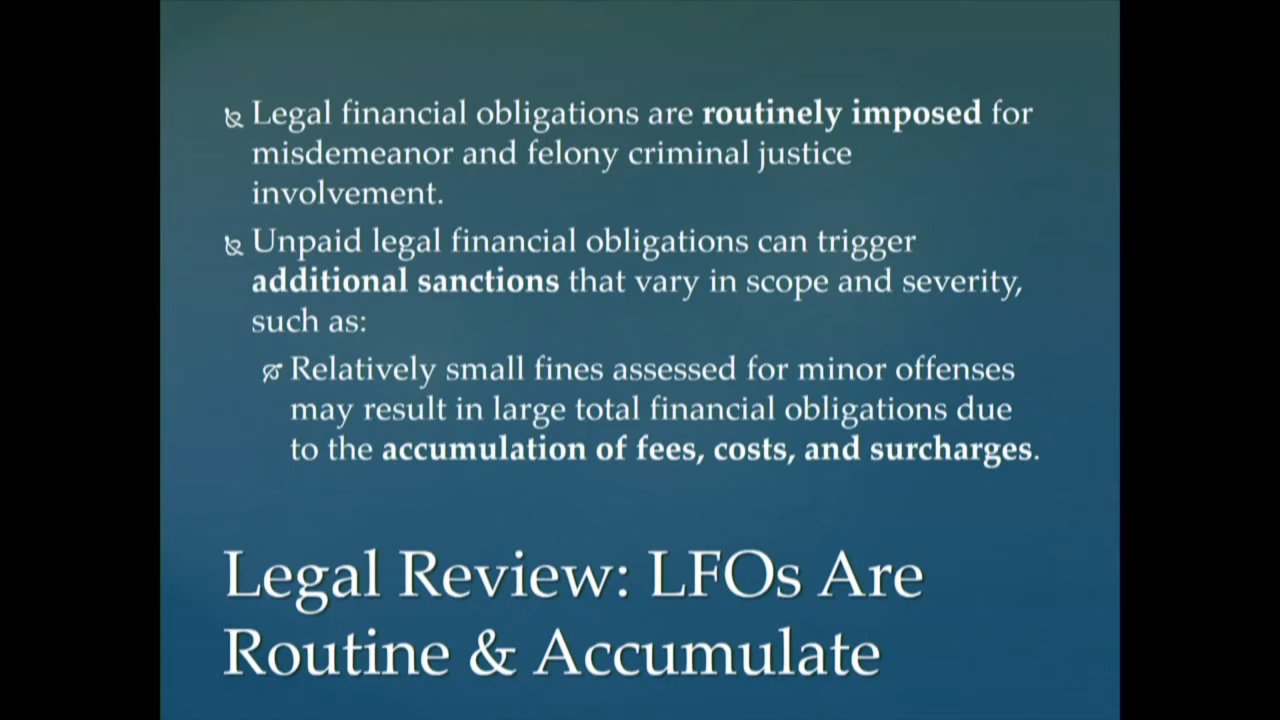 Legal financial obligations are routinely imposed for
misdemeanor and felony criminal justice
involvement.
Unpaid legal financial obligations can trigger
additional sanctions that vary in scope and severity,
such as:
Relatively small fines assessed for minor offenses
may result in large total financial obligations due
to the accumulation of fees, costs, and surcharges.
Legal Review: LFOs Are
Routine & Accumulate